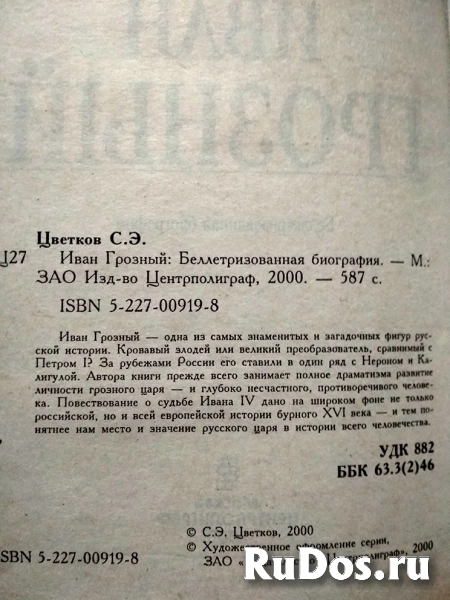 ИВАН
ГРОЗНЫЙ
Беллетризованная биография
Цветков С.Э.
Ц27 Иван Грозный: Беллетризованная биография. — М.:
ЗАО Изд-во Центрполиграф, 2000. — 587 с.
ISBN 5-227-00919-8
Иван Грозный — одна из самых знаменитых и загадочных фигур рус-
ской истории. Кровавый злодей или великий преобразователь, сравнимый с
Петром I? За рубежами России его ставили в один ряд с Нероном и Ка-
лигулой. Автора книги прежде всего занимает полное драматизма развитие
личности грозного царя — и глубоко несчастного, противоречивого челове-
ка. Повествование о судьбе Ивана IV дано на широком фоне не только
российской, но и всей европейской истории бурного XVI века — и тем по-
нятнее нам место и значение русского царя в истории всего человечества.
УДК 882
ББК 63.3(2)46
© С.Э. Цветков, 2000
© Художественное оформление серии,
ЗАО «Центрполиграф», 2000
ISBN 5-227-00919-8
RuDos.ru